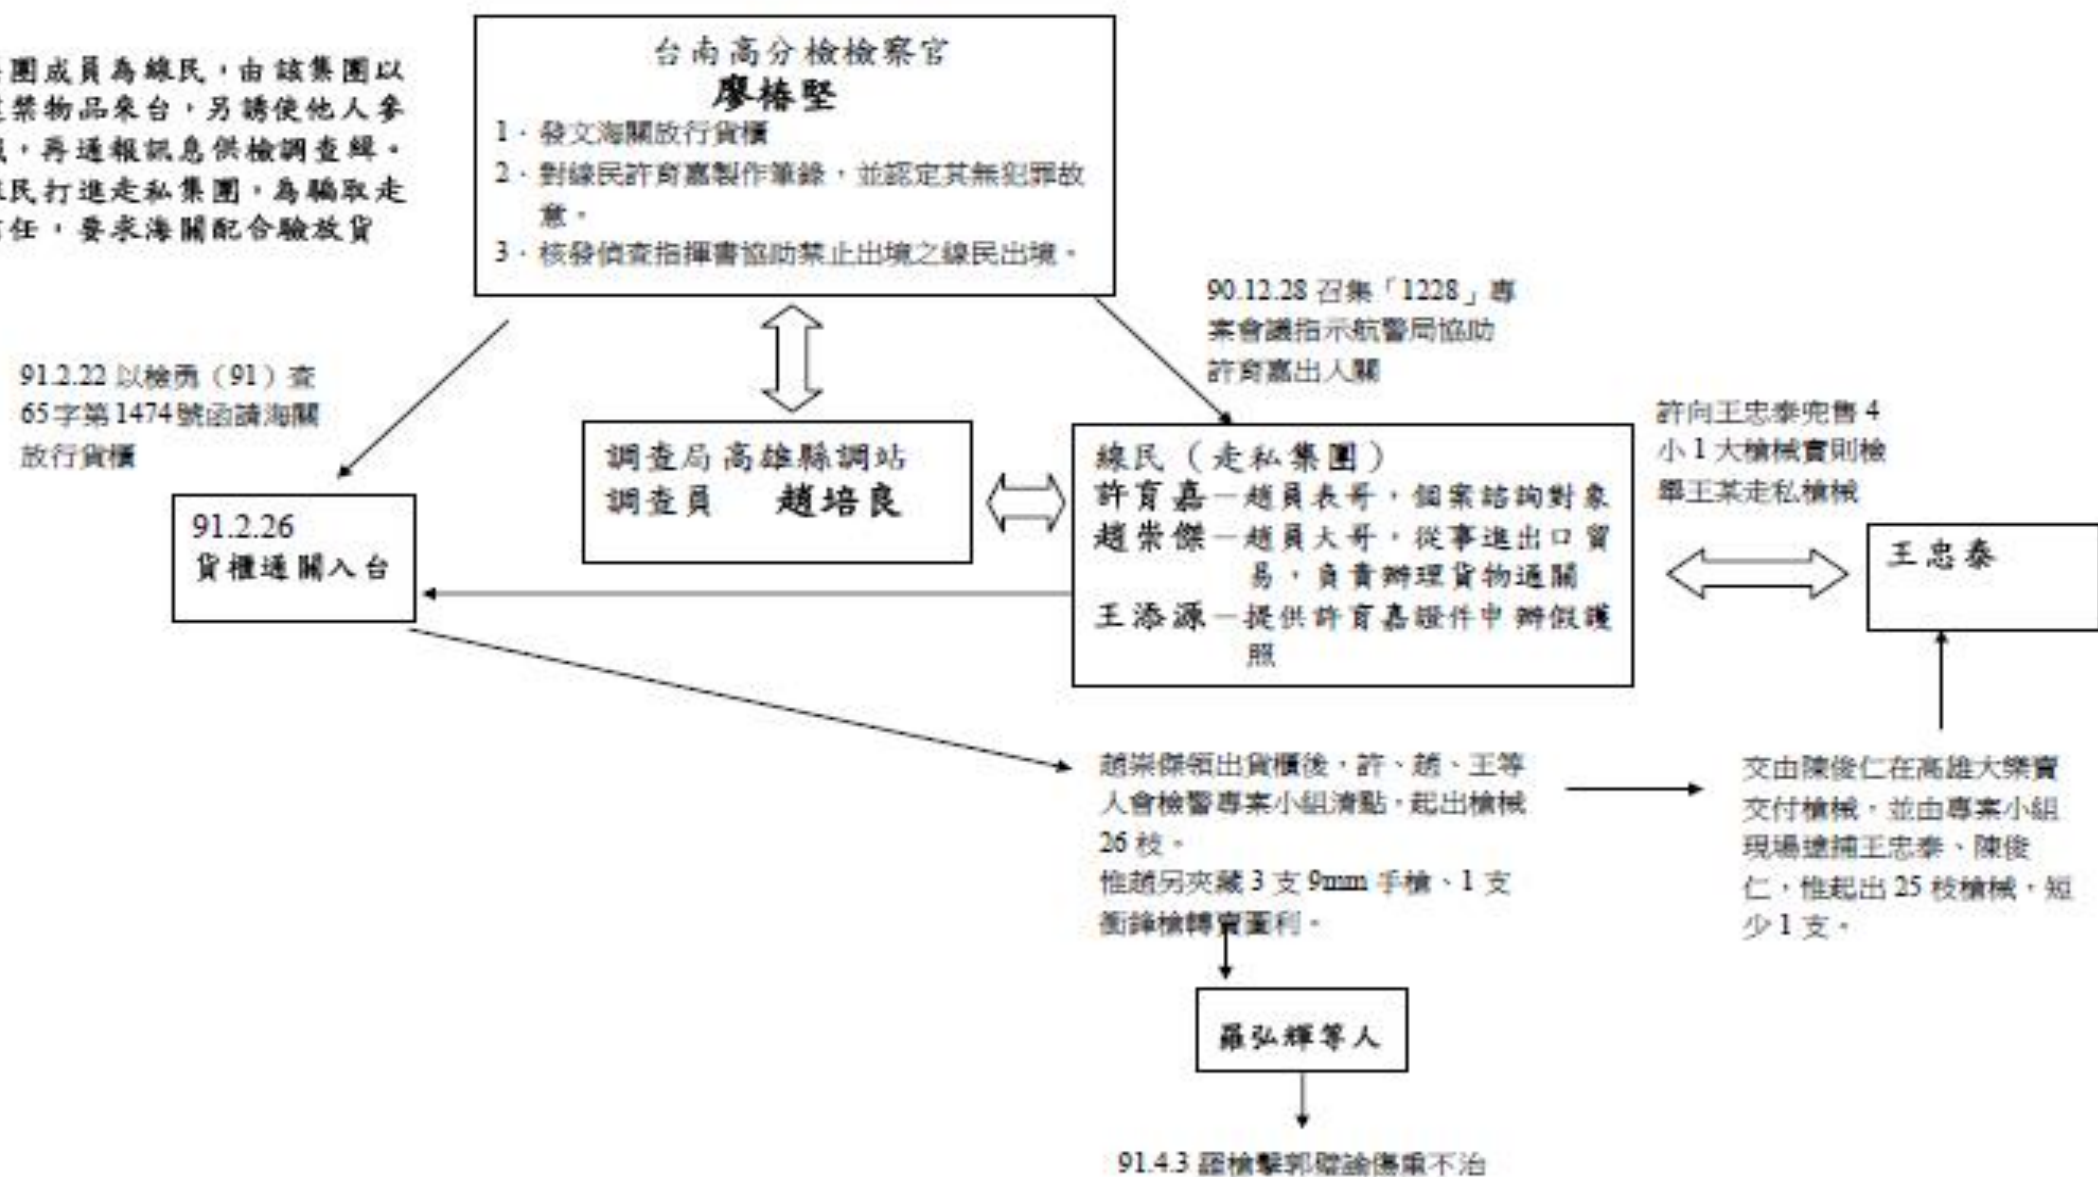 集團成員為線民，由該集團以
禁物品來台，另誘使他人參
，再通報訊息供檢調查緝。
民打進走私集團，為騙取走
任，要求海關配合驗放貨
台南高分檢檢察官
廖椿堅
1．發文海關放行貨櫃
2．對線民許育嘉製作筆錄，並認定其無犯罪故
意。
3．核發偵查指揮書協助禁止出境之線民出境。
90.12.28 召集「1228」專
案會議指示航警局協助
許育嘉出入關
91.2.22 以檢勇（91）查
65字第1474號函請海關
放行貨櫃
許向王忠泰兜售 4
小 1 大槍械實則檢
舉王某走私槍械
調查局高雄縣調站
調查員 趙培良
線民（走私集團）
許育嘉－趙員表哥，個案諮詢對象
趙崇傑－趙員大哥，從事進出口貿
易，負責辦理貨物通關
王添源－提供許育嘉證件申辦假護
照
91.2.26
貨櫃通關入台
王忠泰
趙崇傑領出貨櫃後，許、趙、王等
人會檢警專案小組清點，起出槍械
26 枝。
惟趙另夾藏 3 支 9mm 手槍、1 支
衝鋒槍轉賣圖利。
交由陳俊仁在高雄大樂賣
交付槍械，並由專案小組
現場逮捕王忠泰、陳俊
仁，惟起出 25 枝槍械，短
少 1 支。
羅弘輝等人
91.4.3 羅槍擊郭諭傷重不治